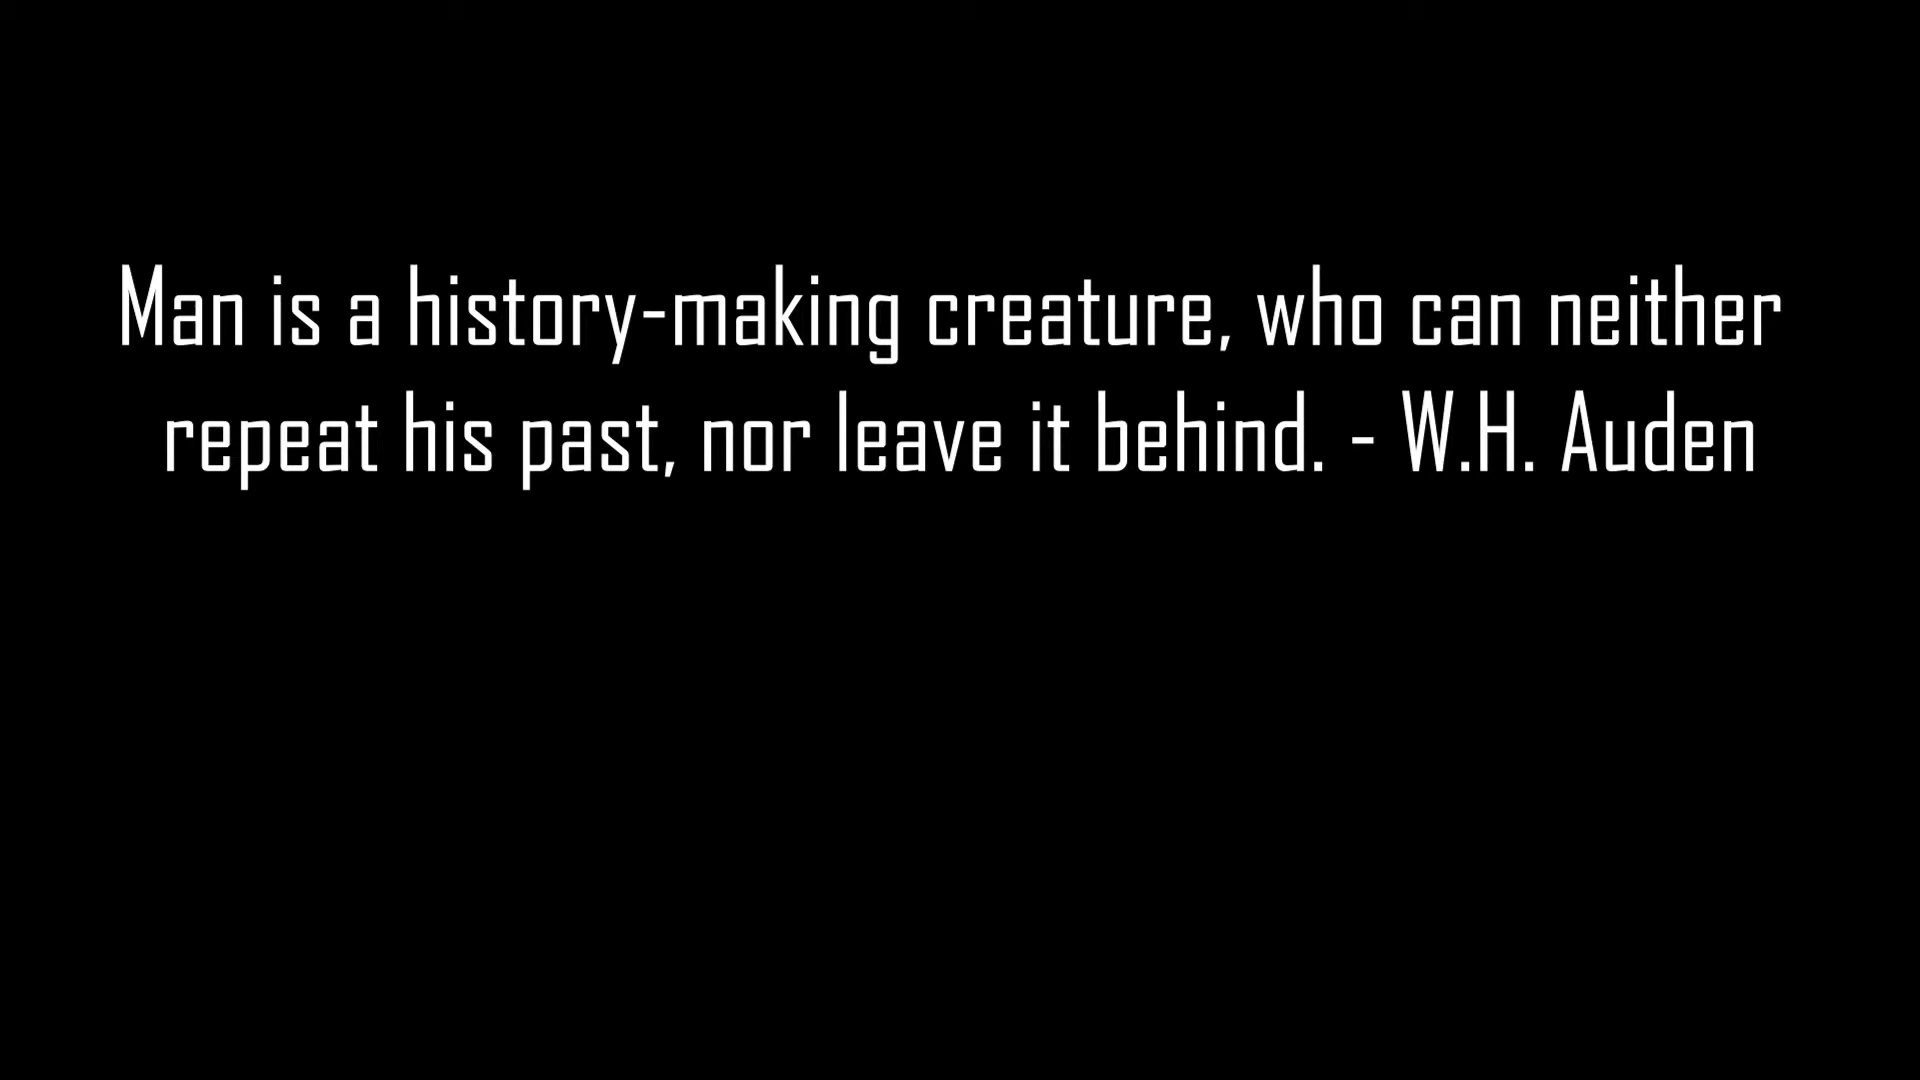 Man is a history-making creature, who can neither
repeat his past, nor leave it behind. - W.H. Auden